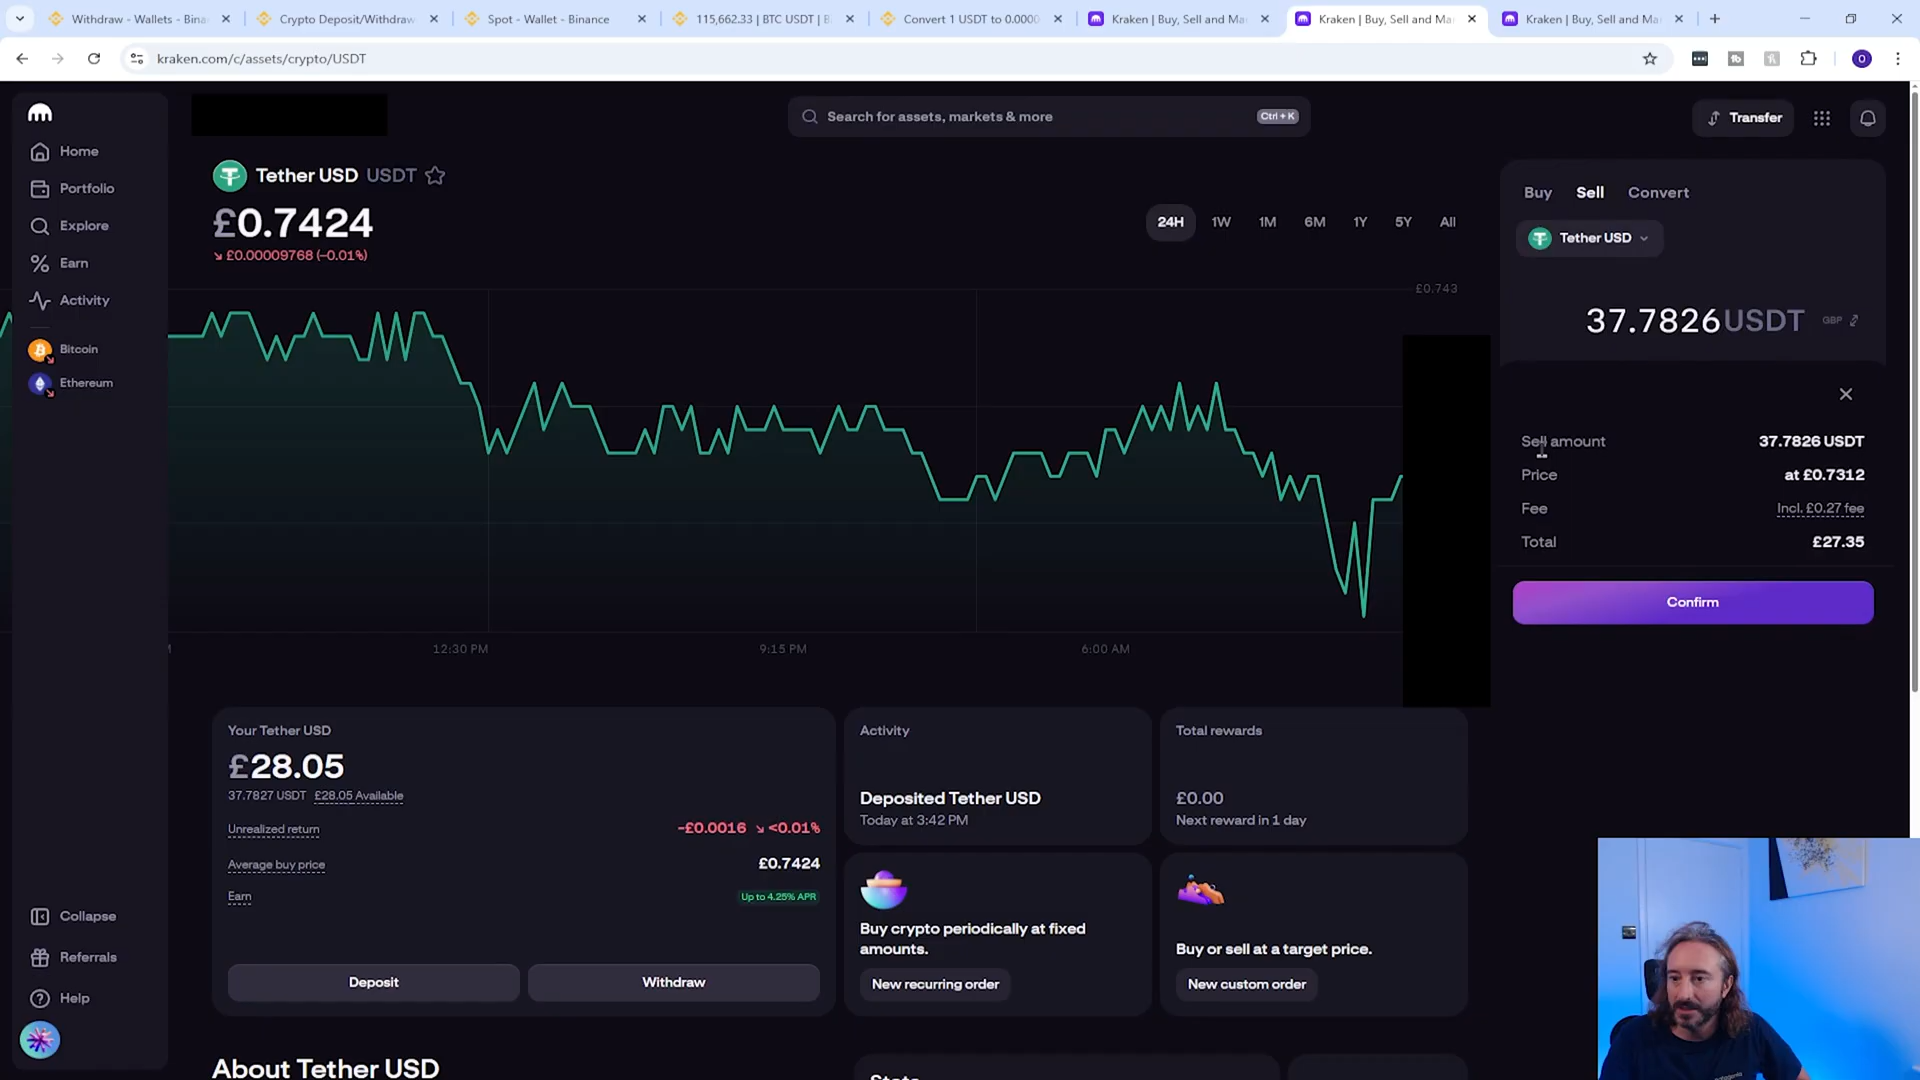 Withdraw - Wallets - Bina
Crypto Deposit/Withdraw
Spot - Wallet - Binance
115,662.33 | BTC USDT | B
Convert 1 USDT to 0.0000
Kraken | Buy, Sell and Ma
Kraken | Buy, Sell and Ma
Kraken | Buy, Sell and Ma
kraken.com/c/assets/crypto/USDT
O
Home
Portfolio
Explore
Earn
Activity
Bitcoin
Ethereum
Collapse
Referrals
Help
Search for assets, markets & more
Ctrl + K
Transfer
Tether USD USDT
£0.7424
£0.00009768 (−0.01%)
24H
1W
1M
6M
1Y
5Y
All
£0.743
12:30 PM
9:15 PM
6:00 AM
Buy
Sell
Convert
Tether USD
37.7826USDT
GBP
Sell amount
37.7826 USDT
Price
at £0.7312
Fee
Incl. £0.27 fee
Total
£27.35
Confirm
Your Tether USD
£28.05
37.7827 USDT £28.05 Available
Unrealized return
-£0.0016 <0.01%
Average buy price
£0.7424
Earn
Up to 4.25% APR
Deposit
Withdraw
Activity
Deposited Tether USD
Today at 3:42 PM
Total rewards
£0.00
Next reward in 1 day
Buy crypto periodically at fixed
amounts.
New recurring order
Buy or sell at a target price.
New custom order
About Tether USD